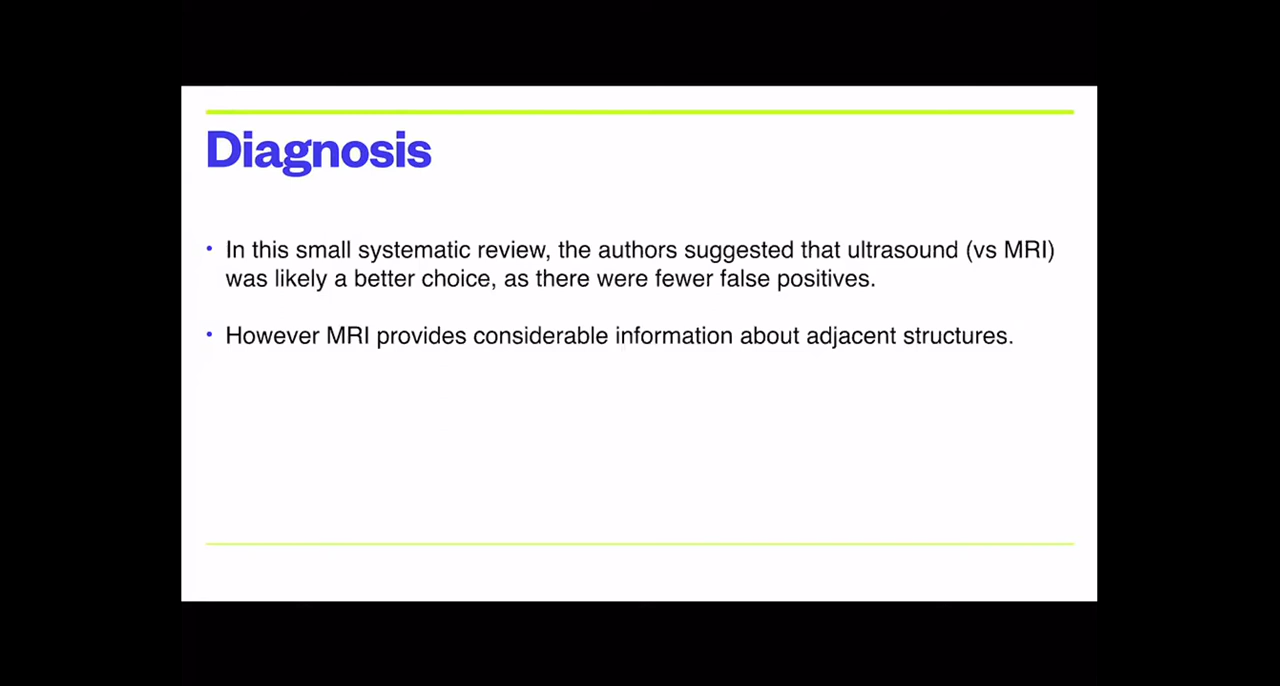 Diagnosis
• In this small systematic review, the authors suggested that ultrasound (vs MRI)
was likely a better choice, as there were fewer false positives.
• However MRI provides considerable information about adjacent structures.